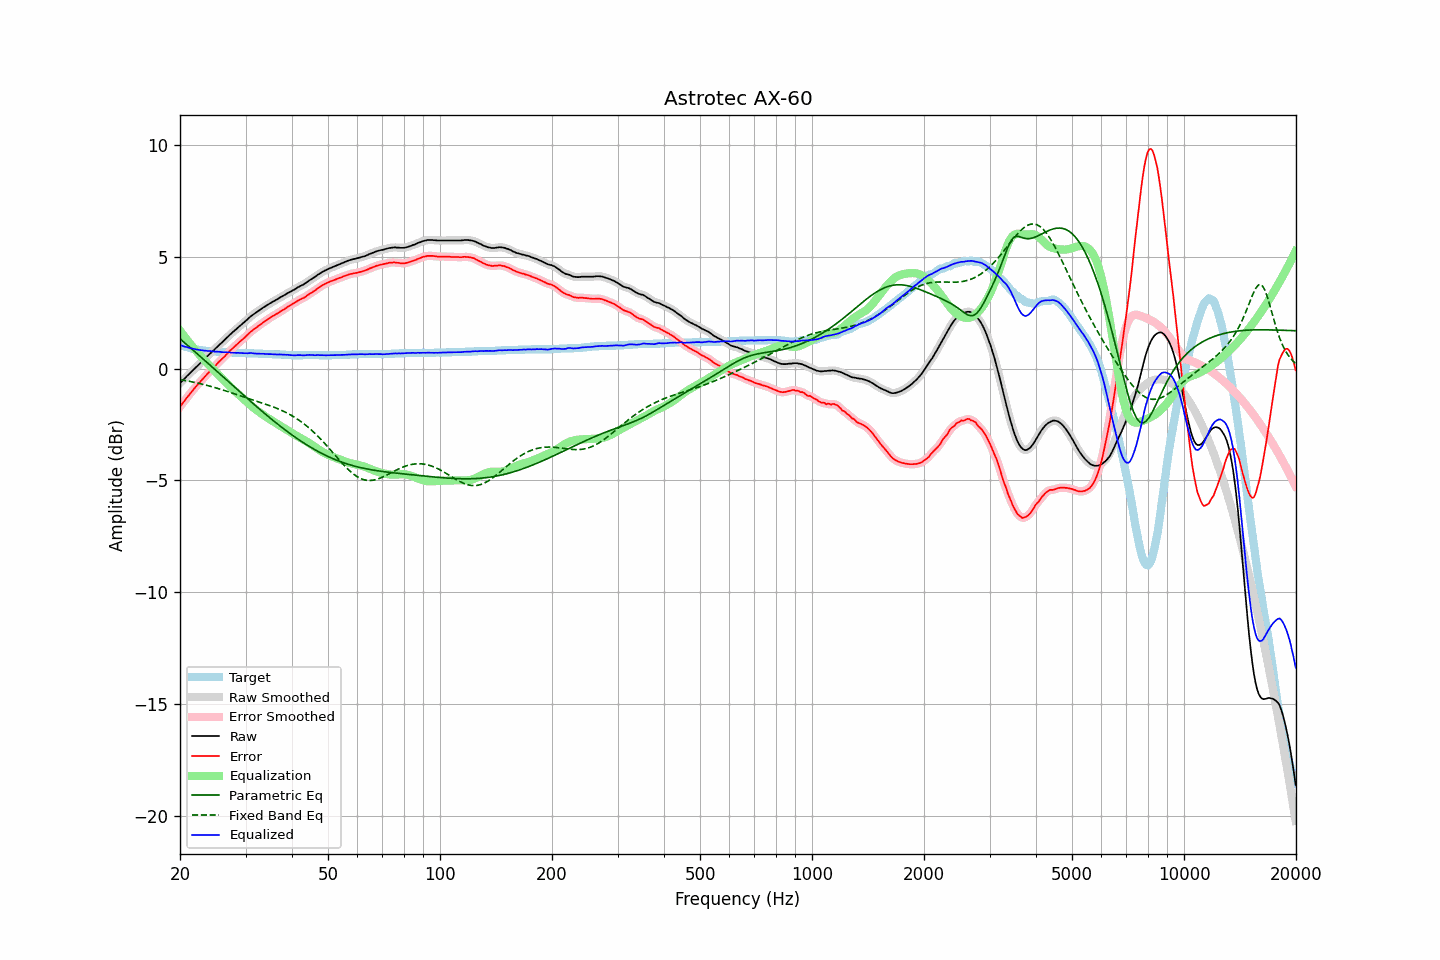 Astrotec AX-60
10
5
0
−5
−10
−15
−20
Amplitude (dBr)
Target
Raw Smoothed
Error Smoothed
Raw
Error
Equalization
Parametric Eq
Fixed Band Eq
Equalized
20 50 100 200 500 1000 2000 5000 10000 20000
Frequency (Hz)